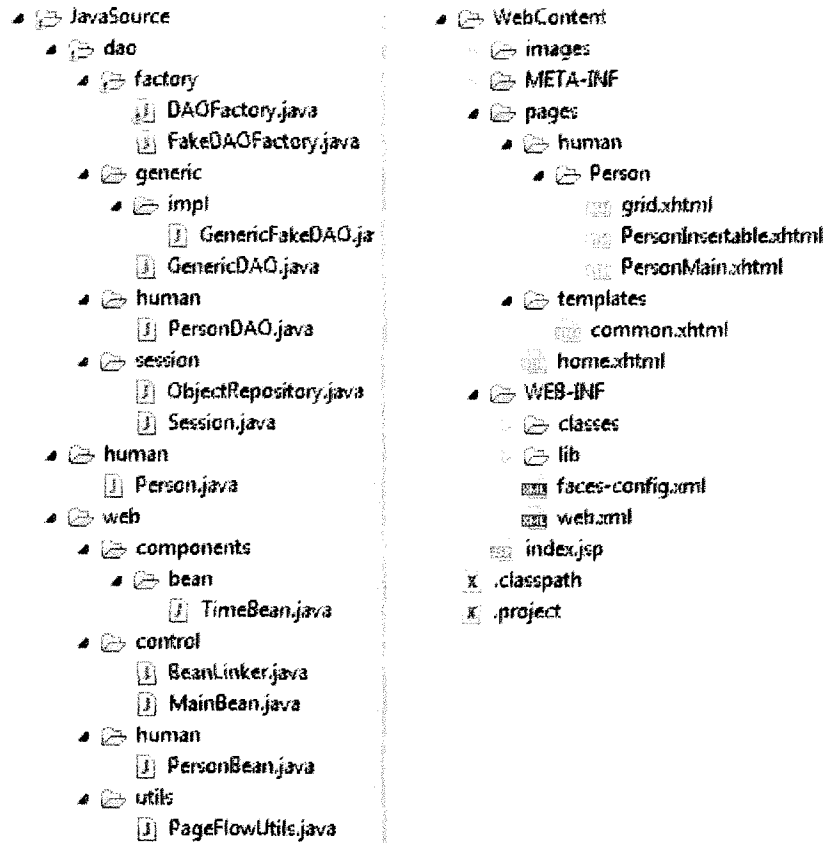 JavaSource
dao
factory
DAOFactory.java
FakeDAOFactory.java
generic
impl
GenericFakeDAO.ja
GenericDAO.java
human
PersonDAO.java
session
ObjectRepository.java
Session.java
human
Person.java
web
components
bean
TimeBean.java
control
BeanLinker.java
MainBean.java
human
PersonBean.java
utils
PageFlowUtils.java
WebContent
images
META-INF
pages
human
Person
grid.xhtml
PersonInsertable.xhtml
PersonMain.xhtml
templates
common.xhtml
home.xhtml
WEB-INF
classes
lib
faces-config.xml
web.xml
index.jsp
.classpath
.project